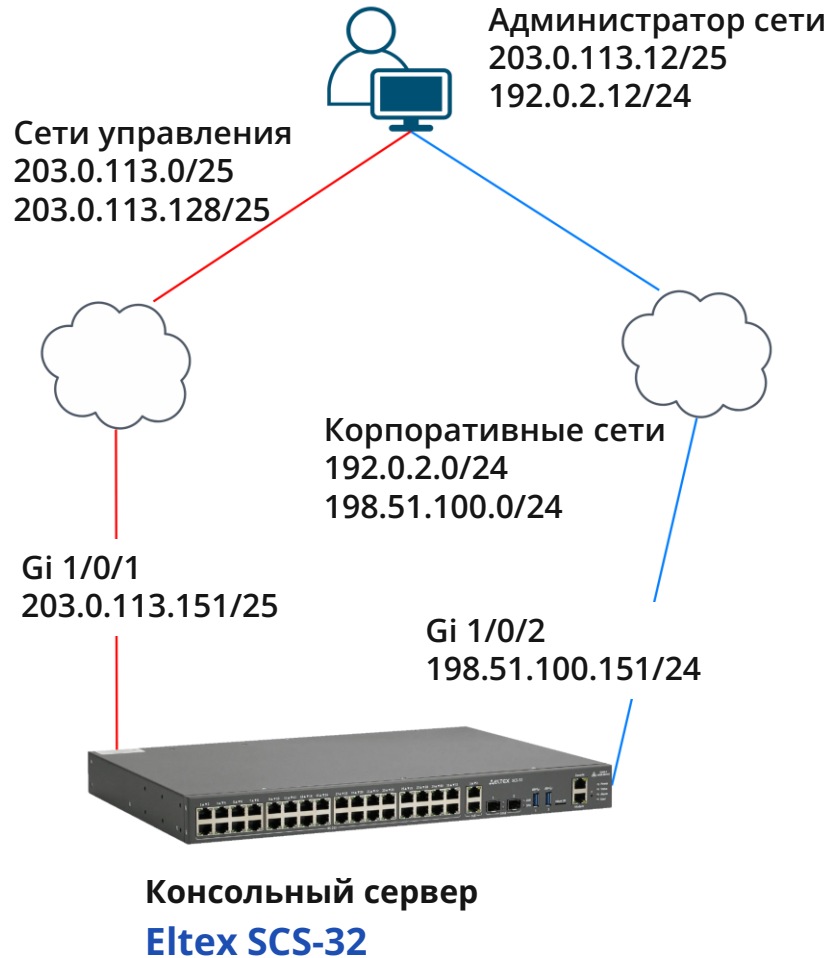 Администратор сети
203.0.113.12/25
192.0.2.12/24
Сети управления
203.0.113.0/25
203.0.113.128/25
Корпоративные сети
192.0.2.0/24
198.51.100.0/24
Gi 1/0/1
203.0.113.151/25
Gi 1/0/2
198.51.100.151/24
ELTEX
Консольный сервер
Eltex SCS-32